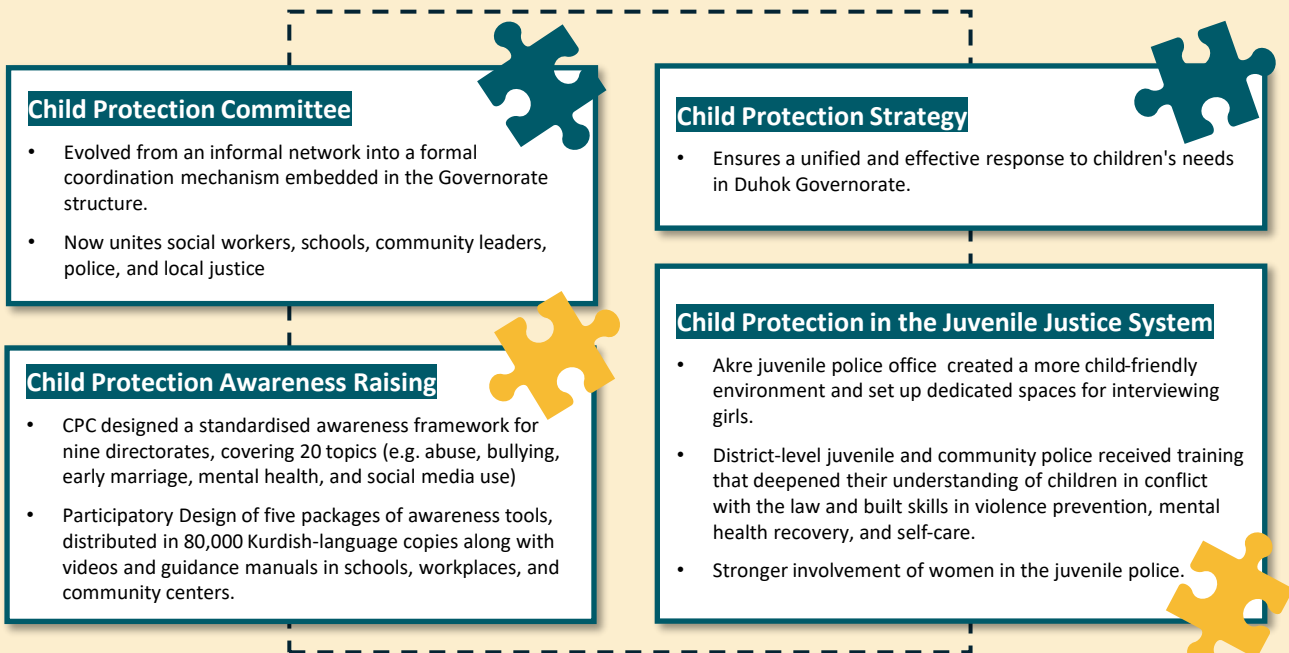 Child Protection Committee
• Evolved from an informal network into a formal
coordination mechanism embedded in the Governorate
structure.
• Now unites social workers, schools, community leaders,
police, and local justice
Child Protection Awareness Raising
• CPC designed a standardised awareness framework for
nine directorates, covering 20 topics (e.g. abuse, bullying,
early marriage, mental health, and social media use)
• Participatory Design of five packages of awareness tools,
distributed in 80,000 Kurdish-language copies along with
videos and guidance manuals in schools, workplaces, and
community centers.
Child Protection Strategy
• Ensures a unified and effective response to children's needs
in Duhok Governorate.
Child Protection in the Juvenile Justice System
• Akre juvenile police office created a more child-friendly
environment and set up dedicated spaces for interviewing
girls.
• District-level juvenile and community police received training
that deepened their understanding of children in conflict
with the law and built skills in violence prevention, mental
health recovery, and self-care.
• Stronger involvement of women in the juvenile police.